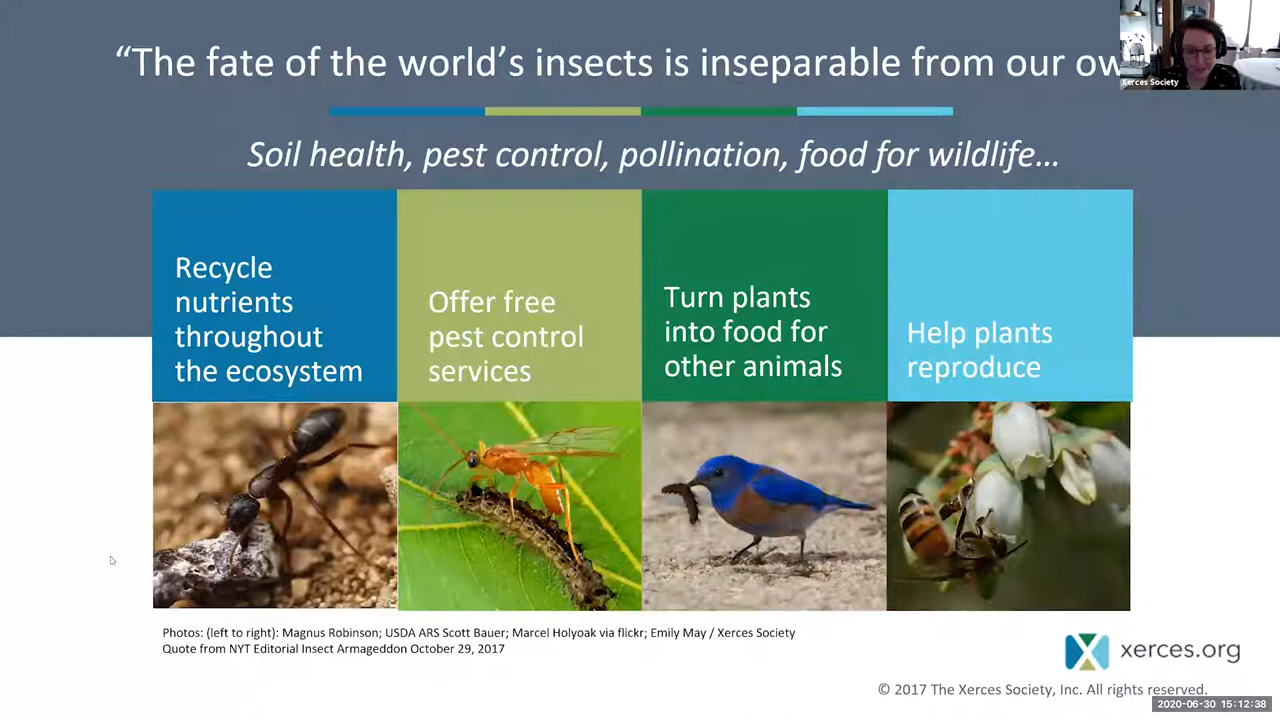 “The fate of the world’s insects is inseparable from our ow
Xerces Society
Soil health, pest control, pollination, food for wildlife…
Recycle
nutrients
throughout
the ecosystem
Offer free
pest control
services
Turn plants
into food for
other animals
Help plants
reproduce
Photos: (left to right): Magnus Robinson; USDA ARS Scott Bauer; Marcel Holyoak via flickr; Emily May / Xerces Society
Quote from NYT Editorial Insect Armageddon October 29, 2017
xerces.org
© 2017 The Xerces Society, Inc. All rights reserved.
2020-06-30 15:12:38